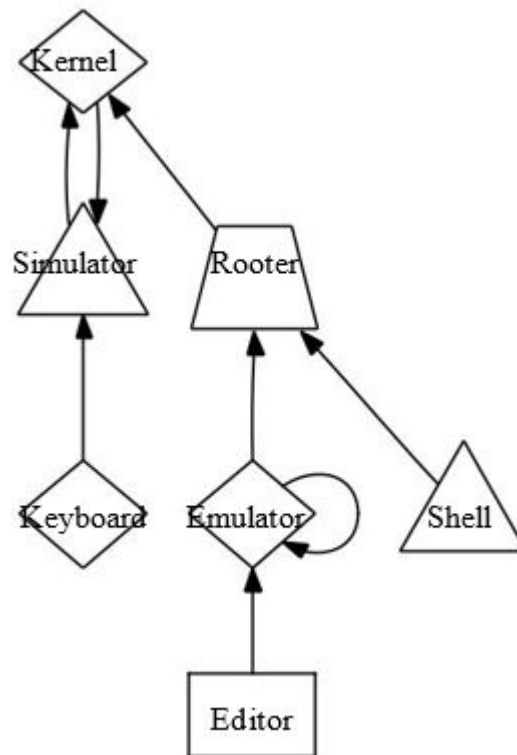 Kernel
Simulator
Rooter
Keyboard
Emulator
Shell
Editor